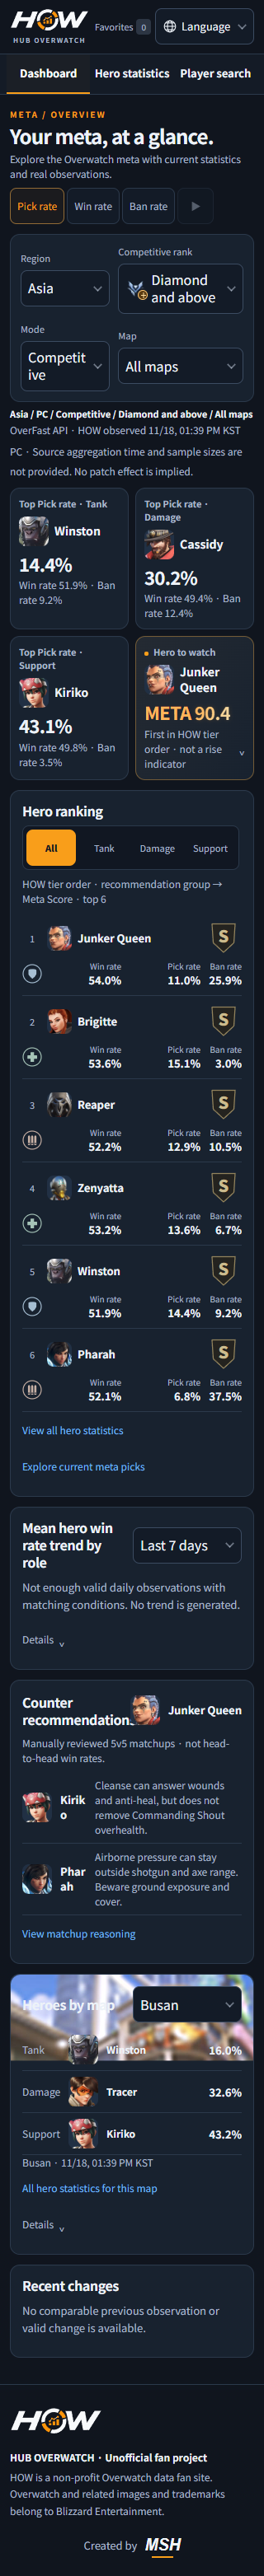 HOW
HUB OVERWATCH
Favorites 0
Language
Dashboard Hero statistics Player search
META / OVERVIEW
Your meta, at a glance.
Explore the Overwatch meta with current statistics
and real observations.
Pick rate Win rate Ban rate
Region
Asia
Competitive rank
Diamond
and above
Mode
Competit
ive
Map
All maps
Asia / PC / Competitive / Diamond and above / All maps
OverFast API · HOW observed 11/18, 01:39 PM KST
PC · Source aggregation time and sample sizes are
not provided. No patch effect is implied.
Top Pick rate · Tank
Winston
14.4%
Win rate 51.9% · Ban
rate 9.2%
Top Pick rate ·
Damage
Cassidy
30.2%
Win rate 49.4% · Ban
rate 12.4%
Top Pick rate ·
Support
Kiriko
43.1%
Win rate 49.8% · Ban
rate 3.5%
Hero to watch
Junker
Queen
META 90.4
First in HOW tier
order · not a rise
indicator
Hero ranking
All Tank Damage Support
HOW tier order · recommendation group →
Meta Score · top 6
1 Junker Queen S
Win rate Pick rate Ban rate
54.0% 11.0% 25.9%
2 Brigitte S
Win rate Pick rate Ban rate
53.6% 15.1% 3.0%
3 Reaper S
Win rate Pick rate Ban rate
52.2% 12.9% 10.5%
4 Zenyatta S
Win rate Pick rate Ban rate
53.2% 13.6% 6.7%
5 Winston S
Win rate Pick rate Ban rate
51.9% 14.4% 9.2%
6 Pharah S
Win rate Pick rate Ban rate
52.1% 6.8% 37.5%
View all hero statistics
Explore current meta picks
Mean hero win
rate trend by
role
Last 7 days
Not enough valid daily observations with
matching conditions. No trend is generated.
Details
Counter
recommendation
Junker Queen
Manually reviewed 5v5 matchups · not head-
to-head win rates.
Kirik
o
Cleanse can answer wounds
and anti-heal, but does not
remove Commanding Shout
overhealth.
Phar
ah
Airborne pressure can stay
outside shotgun and axe range.
Beware ground exposure and
cover.
View matchup reasoning
Heroes by map
Busan
Tank Winston 16.0%
Damage Tracer 32.6%
Support Kiriko 43.2%
Busan · 11/18, 01:39 PM KST
All hero statistics for this map
Details
Recent changes
No comparable previous observation or
valid change is available.
HOW
HUB OVERWATCH · Unofficial fan project
HOW is a non-profit Overwatch data fan site.
Overwatch and related images and trademarks
belong to Blizzard Entertainment.
Created by MSH